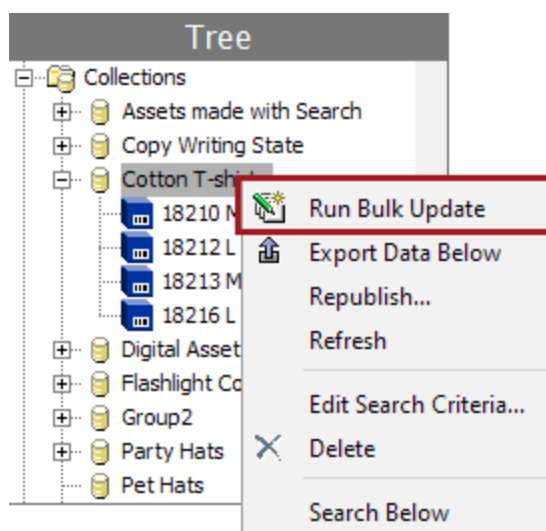 Tree
Collections
Assets made with Search
Copy Writing State
Cotton T-shirt
18210 M
18212 L
18213 M
18216 L
Digital Asset
Flashlight Co
Group2
Party Hats
Pet Hats
Run Bulk Update
Export Data Below
Republish...
Refresh
Edit Search Criteria...
Delete
Search Below